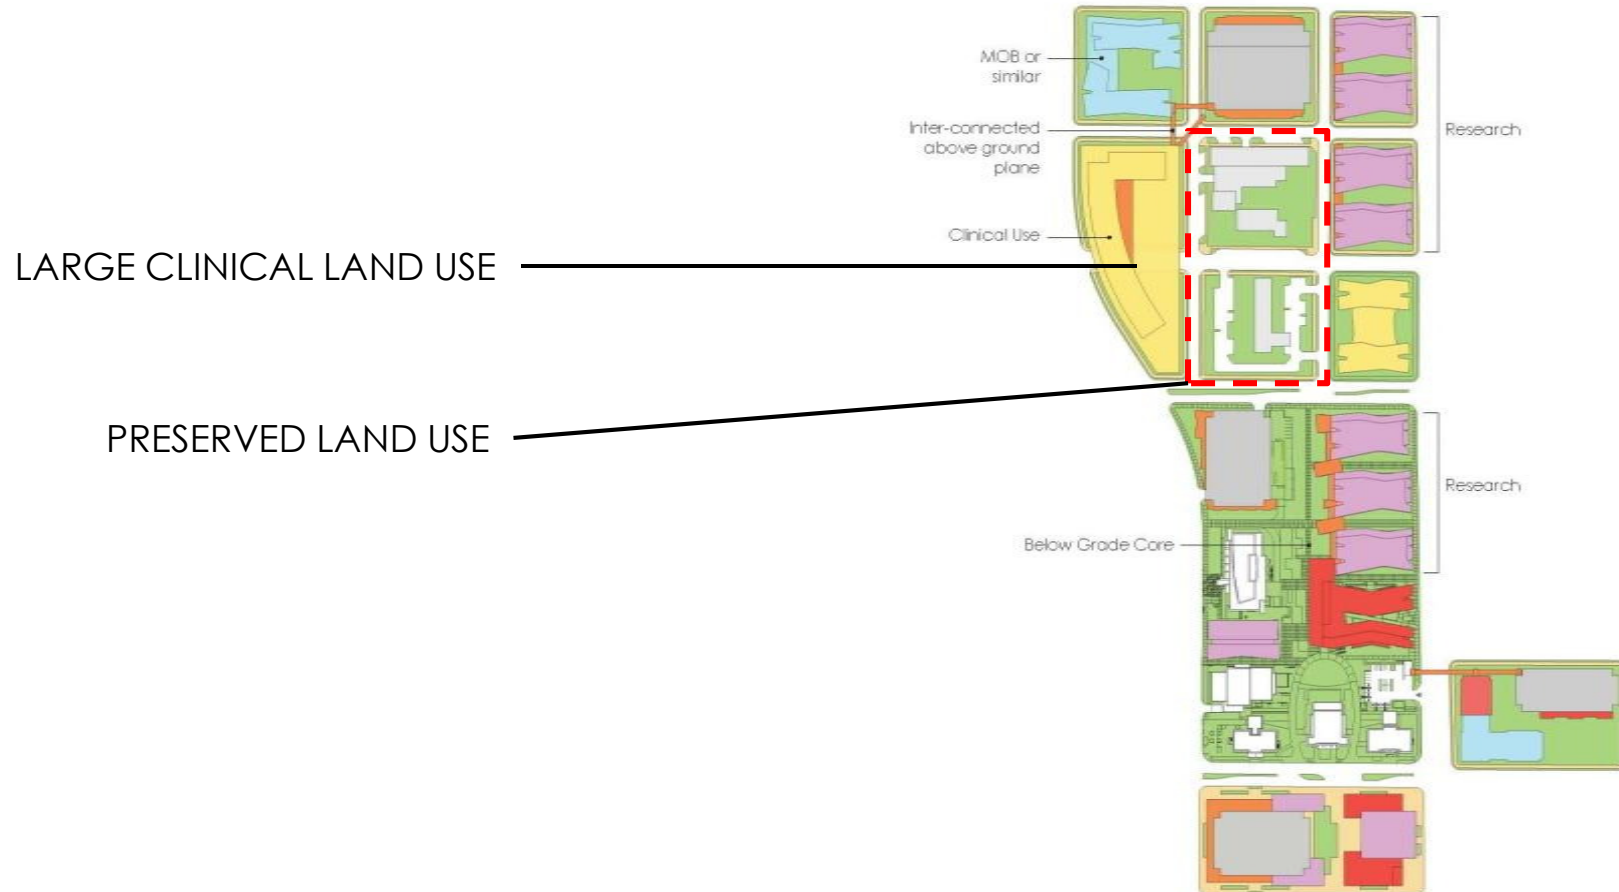 MOB or
similar
Inter-connected
above ground
plane
Research
Clinical Use
LARGE CLINICAL LAND USE
PRESERVED LAND USE
Research
Below Grade Core